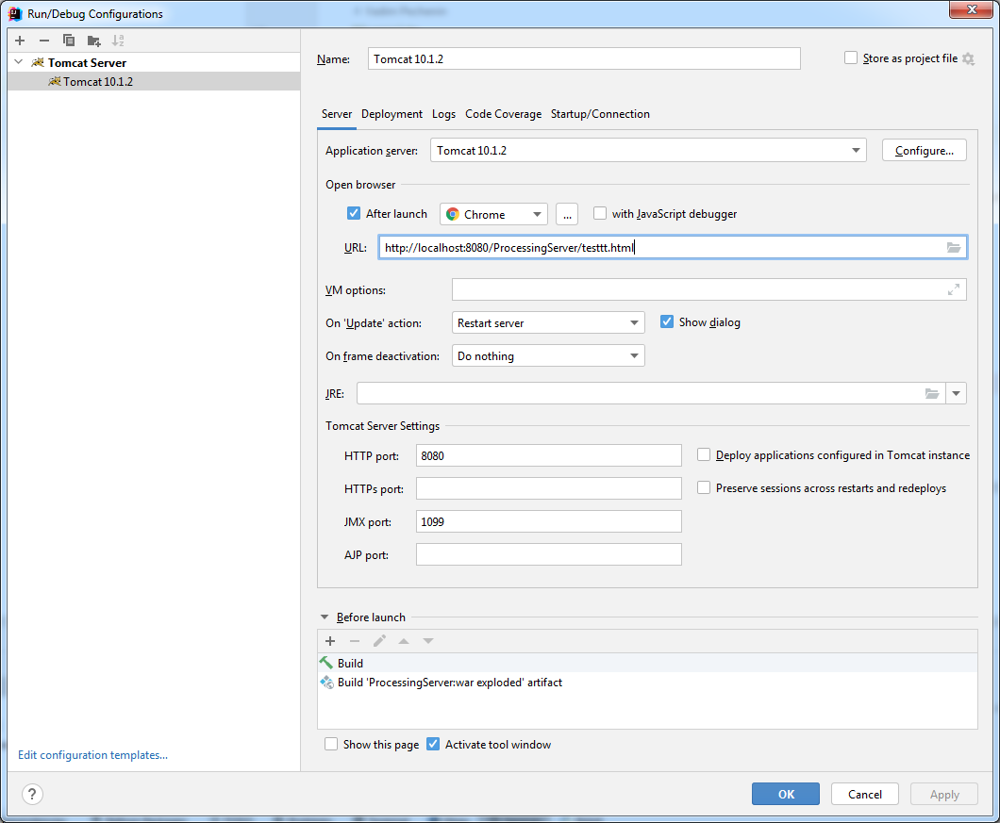 Run/Debug Configurations
Tomcat Server
Tomcat 10.1.2
Edit configuration templates...
Name: Tomcat 10.1.2
Store as project file
Server Deployment Logs Code Coverage Startup/Connection
Application server: Tomcat 10.1.2 Configure...
Open browser
After launch Chrome ... with JavaScript debugger
URL: http://localhost:8080/ProcessingServer/testtt.html
VM options:
On 'Update' action: Restart server Show dialog
On frame deactivation: Do nothing
JRE:
Tomcat Server Settings
HTTP port: 8080 Deploy applications configured in Tomcat instance
HTTPs port: Preserve sessions across restarts and redeploys
JMX port: 1099
AJP port:
Before launch
Build
Build 'ProcessingServer:war exploded' artifact
Show this page Activate tool window
? OK Cancel Apply